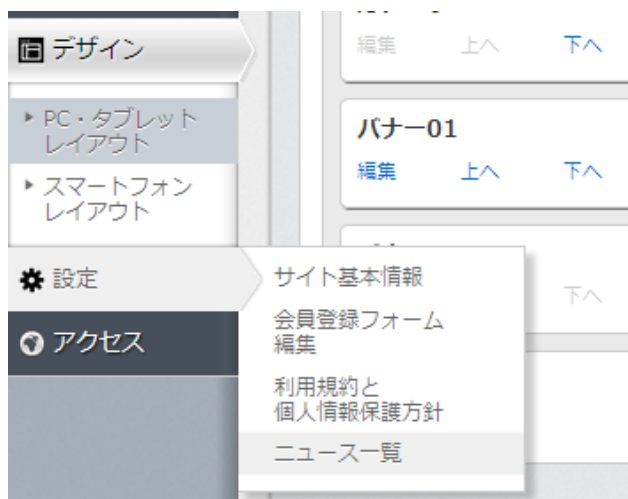 デザイン
PC・タブレット
レイアウト
スマートフォン
レイアウト
設定
アクセス
編集 上へ 下へ
バナー01
編集 上へ 下へ
下へ
サイト基本情報
会員登録フォーム
編集
利用規約と
個人情報保護方針
ニュース一覧